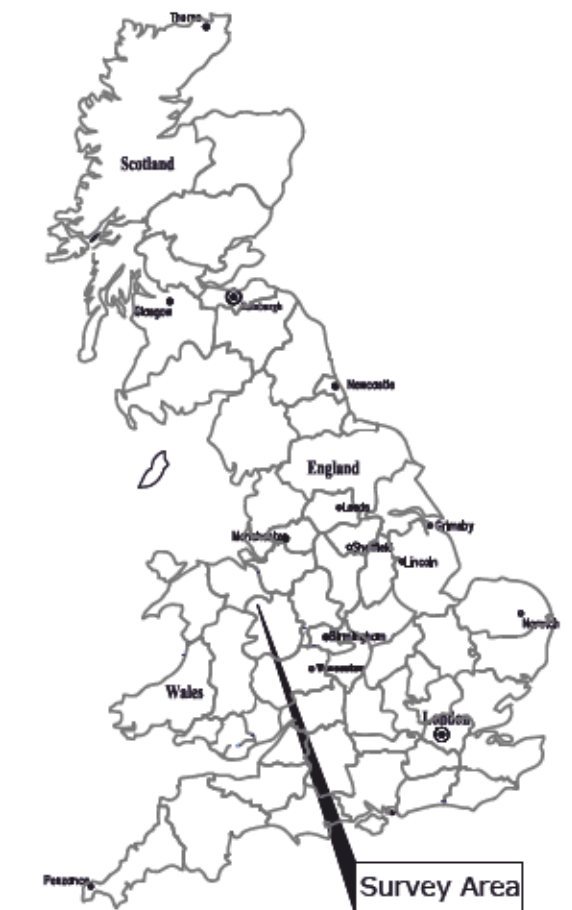 Thurso
Scotland
Glasgow
Edinburgh
Newcastle
England
Leeds
Manchester
Grimsby
Sheffield
Lincoln
Norwich
Birmingham
Worcester
Wales
London
Penzance
Survey Area